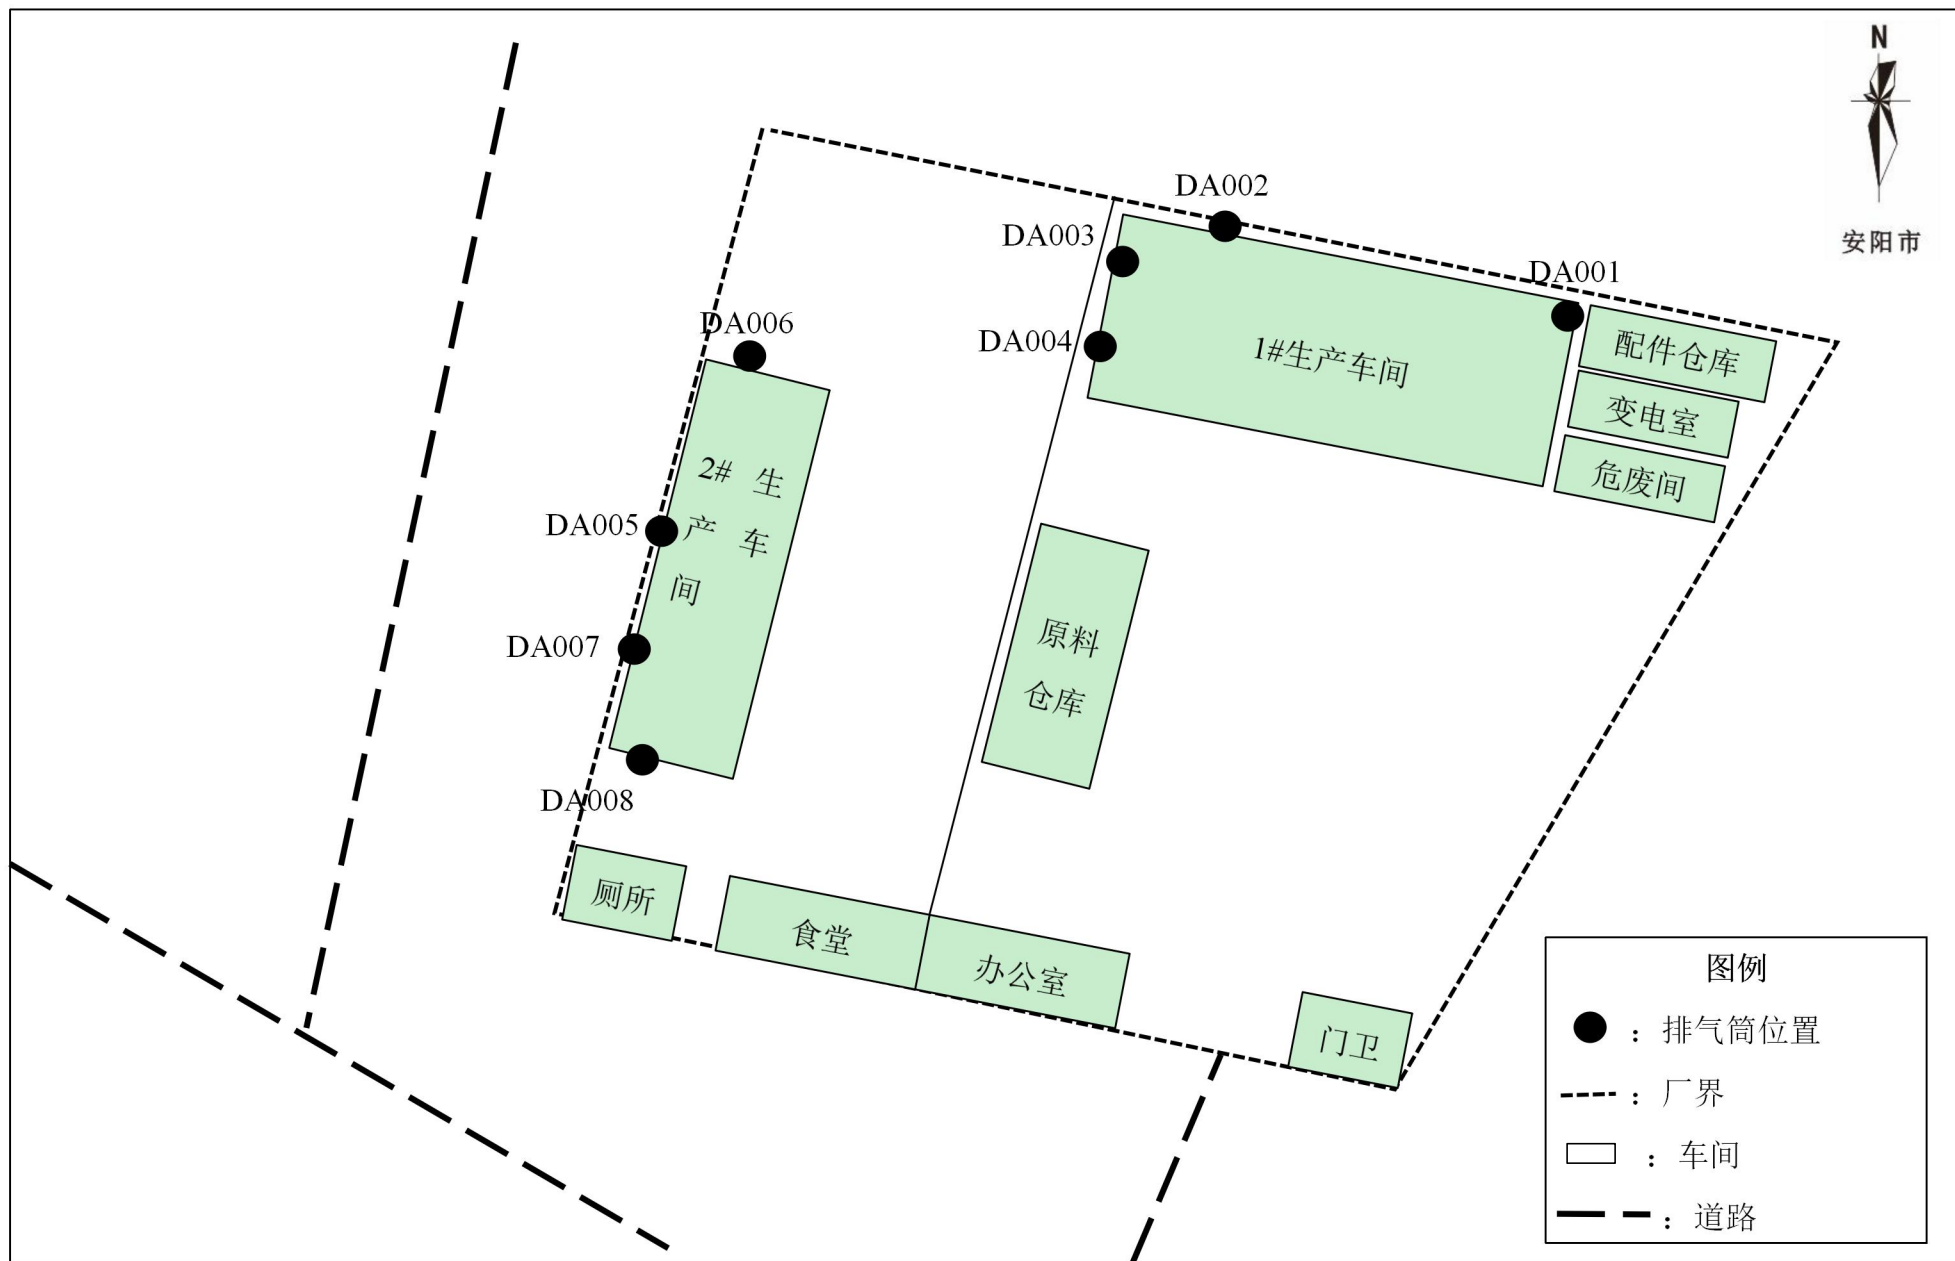 N
安阳市
DA002
DA003
DA001
DA004
DA006
1#生产车间
配件仓库
变电室
危废间
2# 生
产 车
间
DA005
DA007
原料
仓库
DA008
厕所
食堂
办公室
门卫
图例
：排气筒位置
：厂界
：车间
：道路